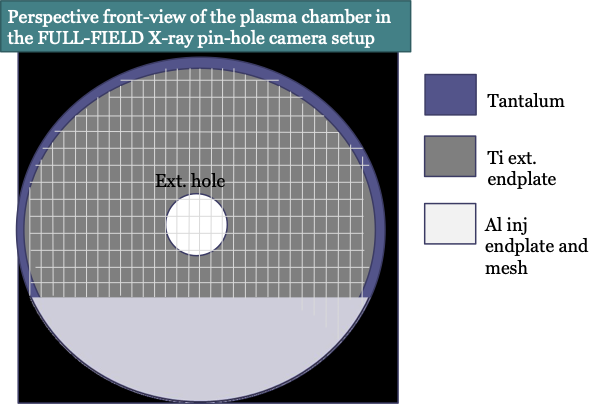 Perspective front-view of the plasma chamber in
the FULL-FIELD X-ray pin-hole camera setup
Tantalum
Ti ext.
endplate
Ext. hole
Al inj
endplate and
mesh